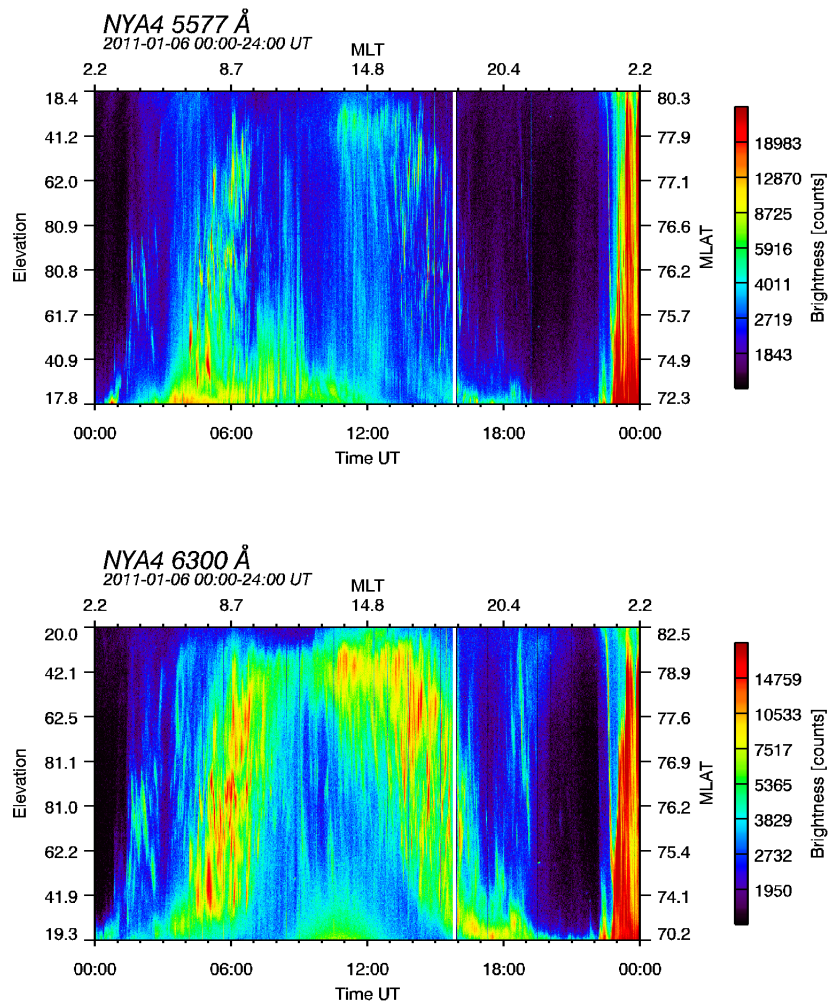 NYA4 5577 Å
2011-01-06 00:00-24:00 UT
MLT
2.2 8.7 14.8 20.4 2.2
18.4 80.3
41.2 77.9
62.0 77.1
80.9 76.6
80.8 76.2
61.7 75.7
40.9 74.9
17.8 72.3
Elevation
MLAT
00:00 06:00 12:00 18:00 00:00
Time UT
18983
12870
8725
5916
4011
2719
1843
Brightness [counts]
NYA4 6300 Å
2011-01-06 00:00-24:00 UT
MLT
2.2 8.7 14.8 20.4 2.2
20.0 82.5
42.1 78.9
62.5 77.6
81.1 76.9
81.0 76.2
62.2 75.4
41.9 74.1
19.3 70.2
Elevation
MLAT
00:00 06:00 12:00 18:00 00:00
Time UT
14759
10533
7517
5365
3829
2732
1950
Brightness [counts]